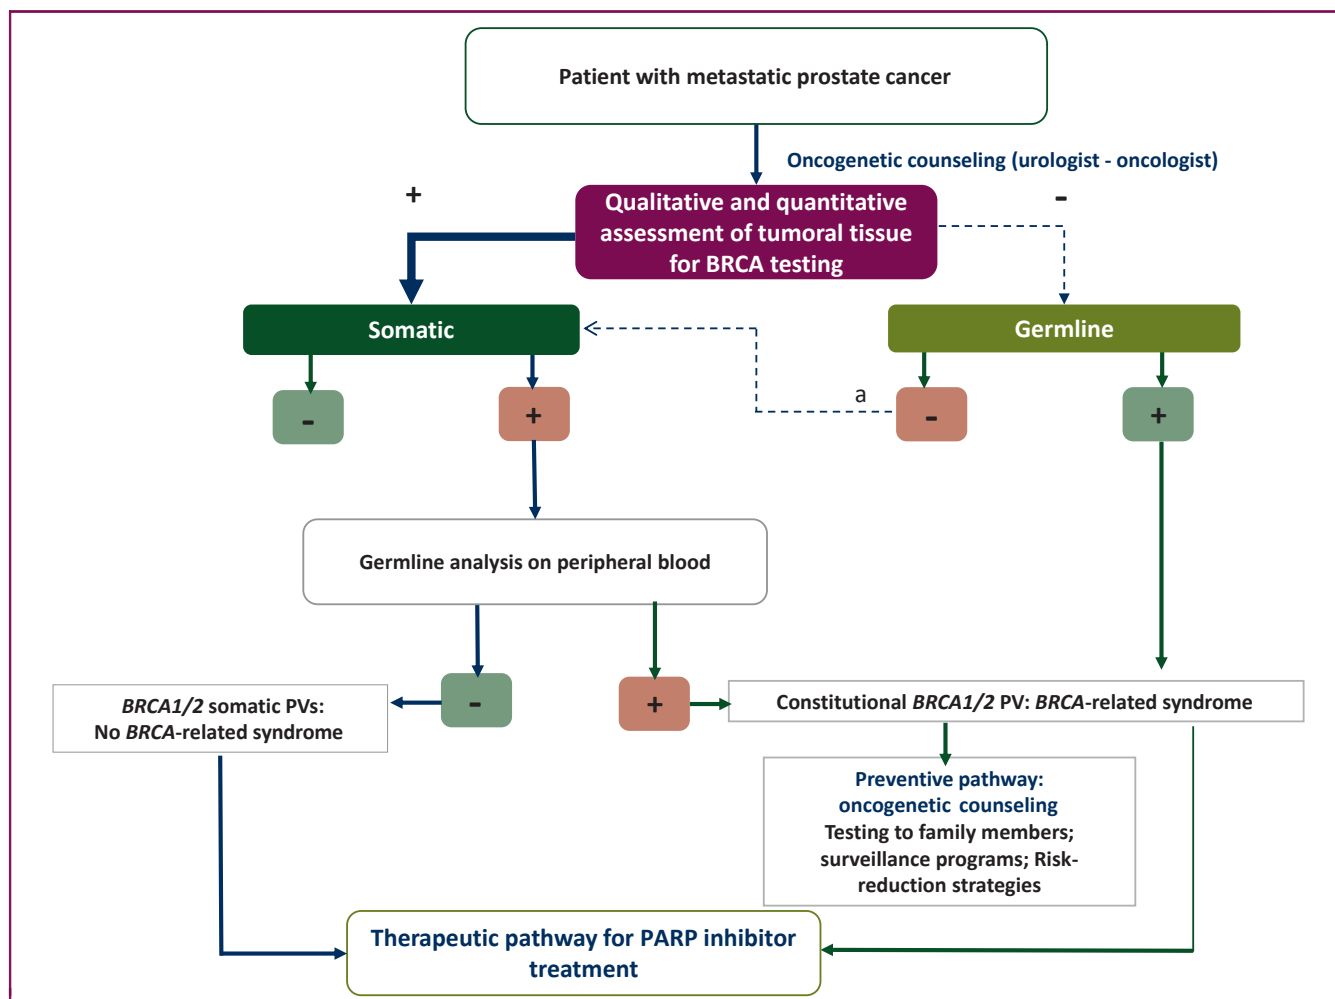 Patient with metastatic prostate cancer
Oncogenetic counseling (urologist - oncologist)
+
-
Qualitative and quantitative
assessment of tumoral tissue
for BRCA testing
Somatic
Germline
-
+
a
-
+
Germline analysis on peripheral blood
-
+
BRCA1/2 somatic PVs:
No BRCA-related syndrome
Constitutional BRCA1/2 PV: BRCA-related syndrome
Preventive pathway:
oncogenetic counseling
Testing to family members;
surveillance programs; Risk-
reduction strategies
Therapeutic pathway for PARP inhibitor
treatment